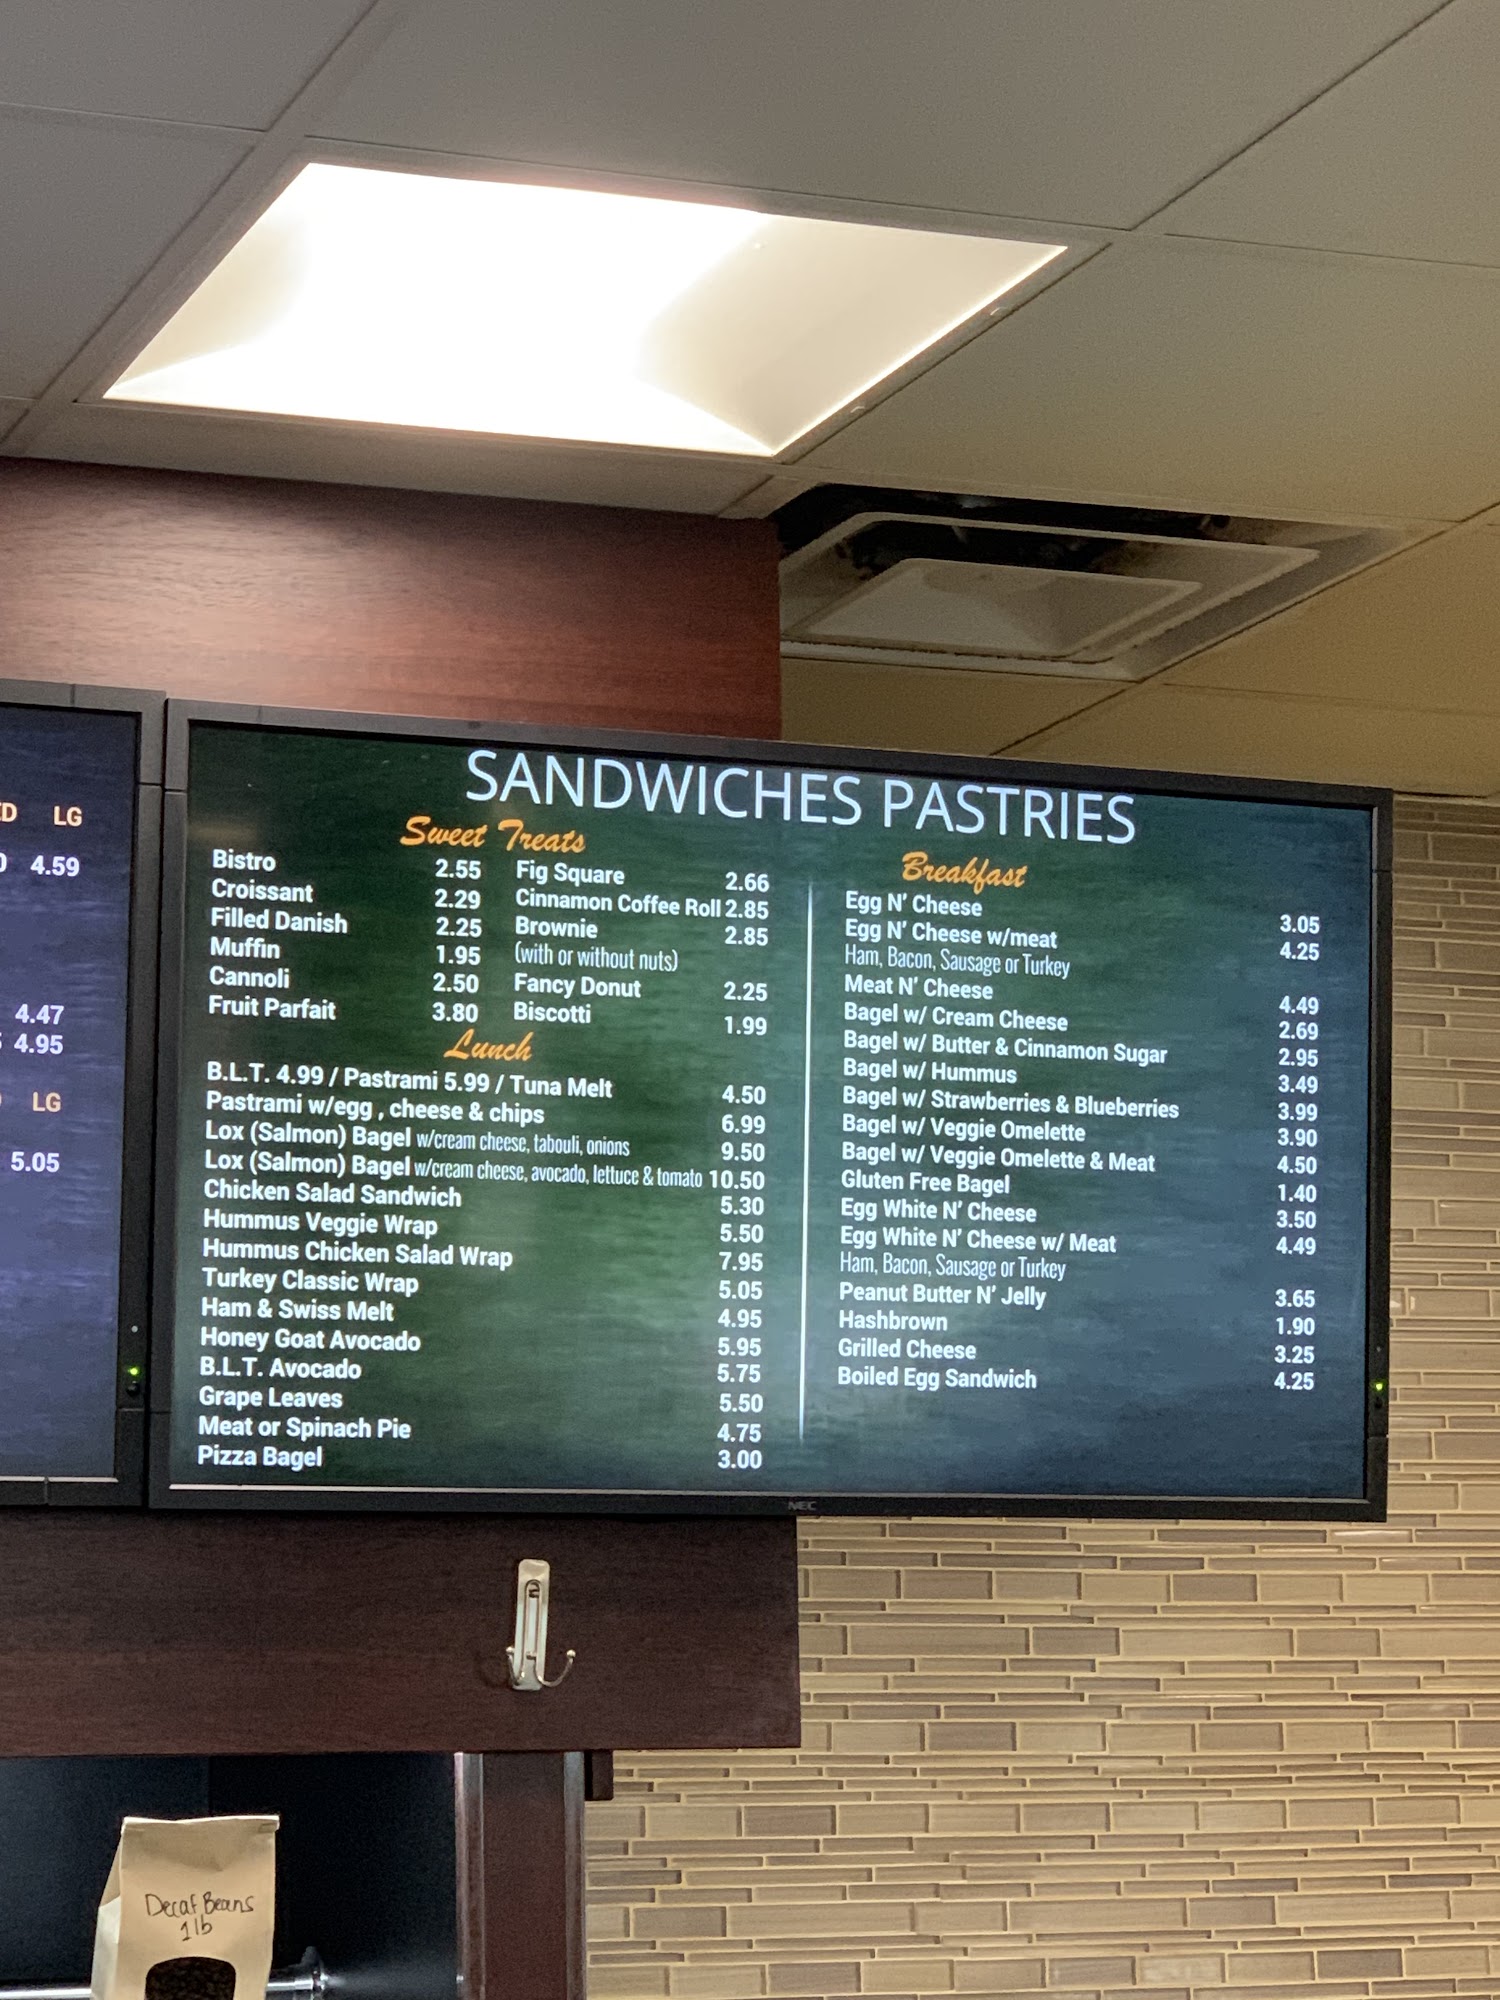 LG
4.59
4.47
4.95
LG
5.05
SANDWICHES PASTRIES
Sweet Treats
Bistro 2.55
Croissant 2.29
Filled Danish 2.25
Muffin 1.95
Cannoli 2.50
Fruit Parfait 3.80
Fig Square 2.66
Cinnamon Coffee Roll 2.85
Brownie 2.85
(with or without nuts)
Fancy Donut 2.25
Biscotti 1.99
Lunch
B.L.T. 4.99 / Pastrami 5.99 / Tuna Melt 4.50
Pastrami w/egg , cheese & chips 6.99
Lox (Salmon) Bagel w/cream cheese, tabouli, onions 9.50
Lox (Salmon) Bagel w/cream cheese, avocado, lettuce & tomato 10.50
Chicken Salad Sandwich 5.30
Hummus Veggie Wrap 5.50
Hummus Chicken Salad Wrap 7.95
Turkey Classic Wrap 5.05
Ham & Swiss Melt 4.95
Honey Goat Avocado 5.95
B.L.T. Avocado 5.75
Grape Leaves 5.50
Meat or Spinach Pie 4.75
Pizza Bagel 3.00
Breakfast
Egg N' Cheese 3.05
Egg N' Cheese w/meat 4.25
Ham, Bacon, Sausage or Turkey
Meat N' Cheese 4.49
Bagel w/ Cream Cheese 2.69
Bagel w/ Butter & Cinnamon Sugar 2.95
Bagel w/ Hummus 3.49
Bagel w/ Strawberries & Blueberries 3.99
Bagel w/ Veggie Omelette 3.90
Bagel w/ Veggie Omelette & Meat 4.50
Gluten Free Bagel 1.40
Egg White N' Cheese 3.50
Egg White N' Cheese w/ Meat 4.49
Ham, Bacon, Sausage or Turkey
Peanut Butter N' Jelly 3.65
Hashbrown 1.90
Grilled Cheese 3.25
Boiled Egg Sandwich 4.25
NEC
Decaf Beans
1lb